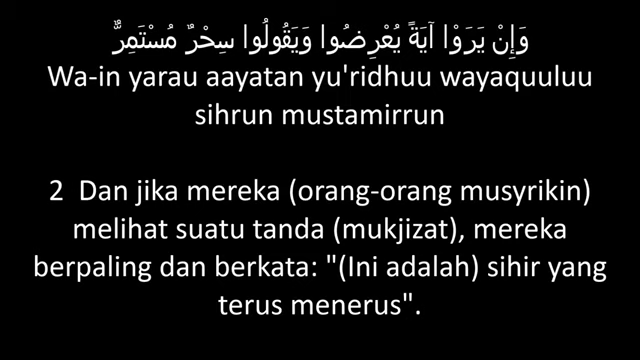 وَإِنْ يَرَوْا آيَةً يُعْرِضُوا وَيَقُولُوا سِحْرٌ مُسْتَمِرٌّ
Wa-in yarau aayatan yu'ridhuu wayaquuluu
sihrun mustamirrun
2  Dan jika mereka (orang-orang musyrikin)
melihat suatu tanda (mukjizat), mereka
berpaling dan berkata: "(Ini adalah) sihir yang
terus menerus".